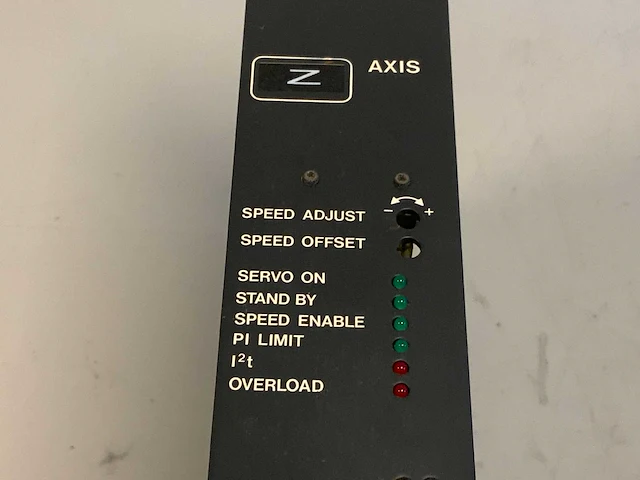 Z AXIS
SPEED ADJUST - +
SPEED OFFSET
SERVO ON
STAND BY
SPEED ENABLE
PI LIMIT
I²t
OVERLOAD